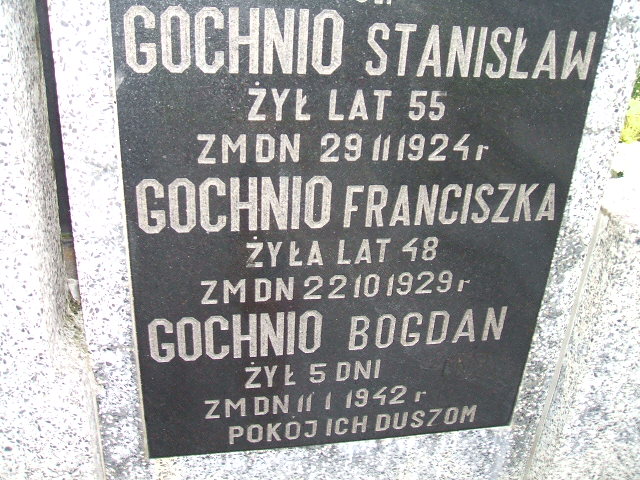 GOCHNIO STANISŁAW
ŻYŁ LAT 55
ZM DN 29 II 1924 r
GOCHNIO FRANCISZKA
ŻYŁA LAT 48
ZM DN 22 10 1929 r
GOCHNIO BOGDAN
ŻYŁ 5 DNI
ZM DN 11 I 1942 r
POKÓJ ICH DUSZOM